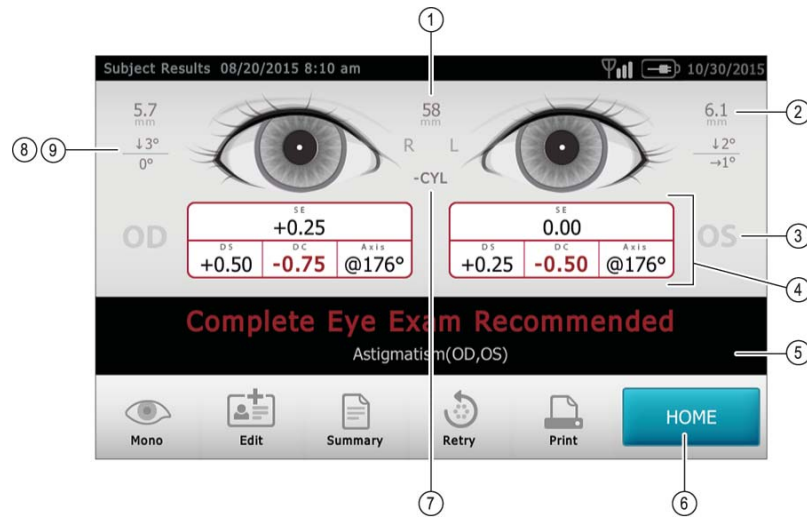 1
Subject Results 08/20/2015 8:10 am 10/30/2015
5.7 58 6.1 2
mm mm mm
8 9 ↓3° R L ↓2°
0° →1°
-CYL
OD OS 3
SE SE
+0.25 0.00
DS DC Axis DS DC Axis
+0.50 -0.75 @176° +0.25 -0.50 @176° 4
Complete Eye Exam Recommended
Astigmatism(OD,OS) 5
Mono Edit Summary Retry Print HOME
7 6